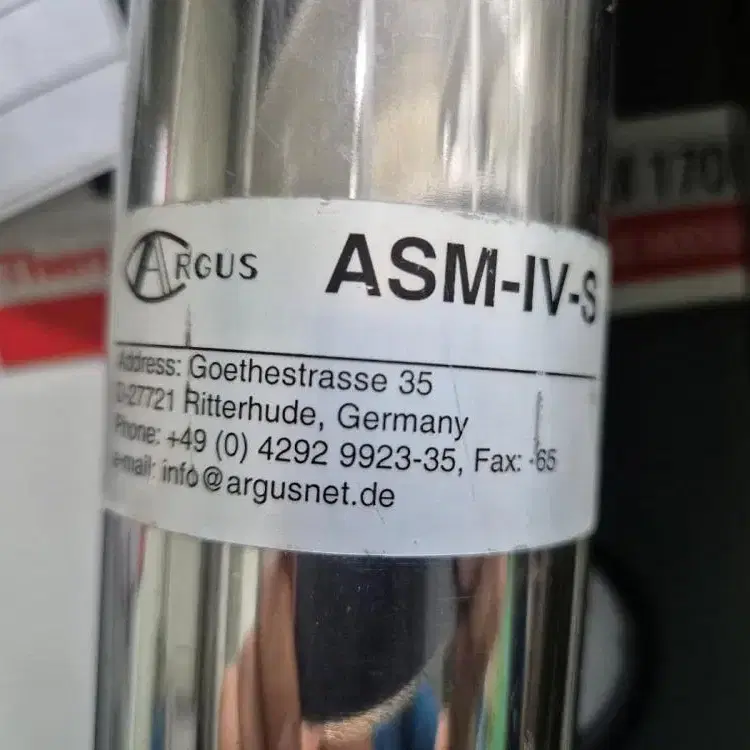 ARGUS ASM-IV-S
Address: Goethestrasse 35
D-27721 Ritterhude, Germany
Phone: +49 (0) 4292 9923-35, Fax: -65
e-mail: info@argusnet.de
170